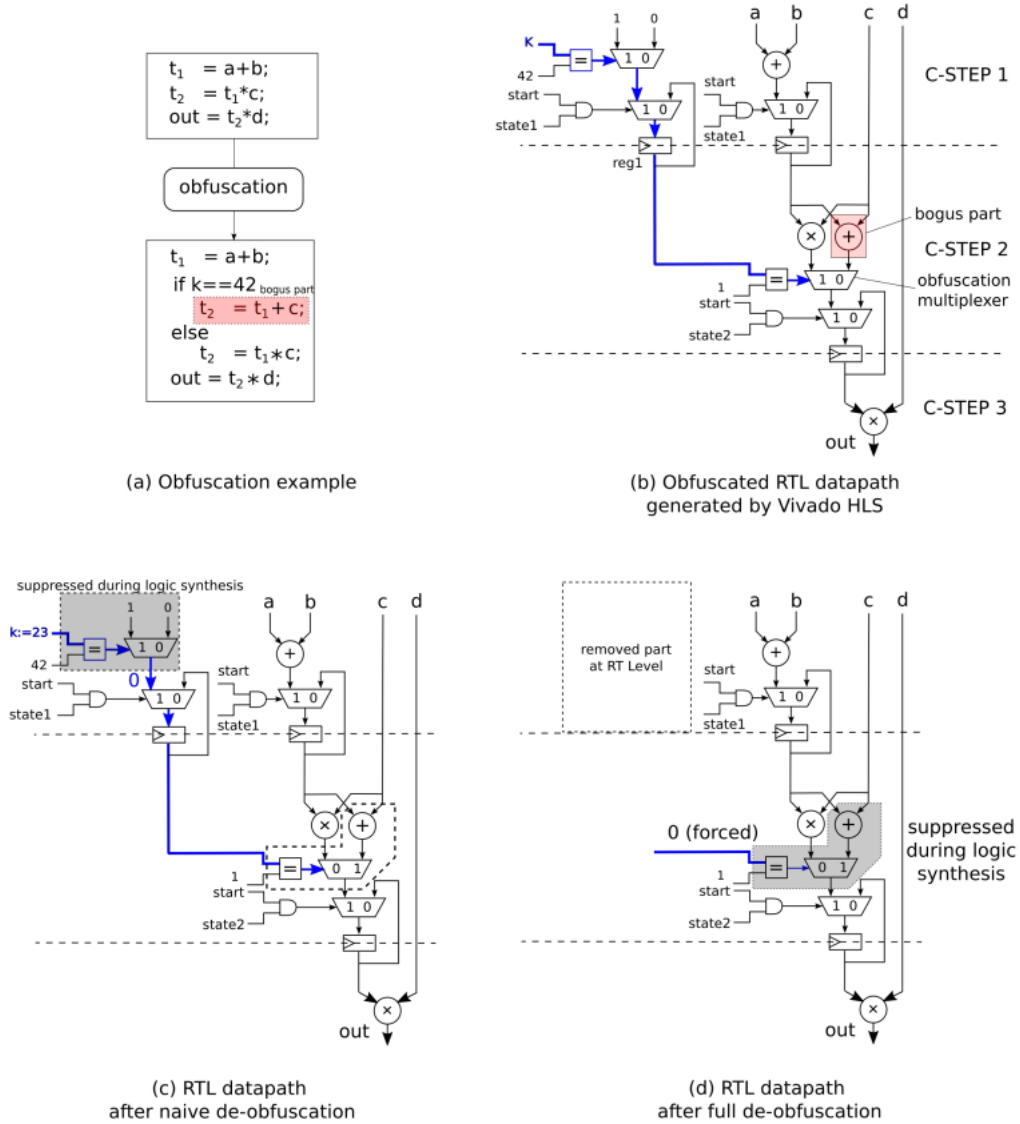 t1 = a+b;
t2 = t1*c;
out = t2*d;
obfuscation
t1 = a+b;
if k==42 bogus part
t2 = t1+c;
else
t2 = t1*c;
out = t2*d;
(a) Obfuscation example
1 0
a b c d
K
=
1 0
42
+
C-STEP 1
start
1 0
state1
start
1 0
state1
reg1
bogus part
× +
C-STEP 2
=
1 0
1
obfuscation
multiplexer
start
1 0
state2
C-STEP 3
×
out
(b) Obfuscated RTL datapath
generated by Vivado HLS
suppressed during logic synthesis
1 0
a b c d
k:=23
=
1 0
42
+
0
start
1 0
state1
start
1 0
state1
× +
=
0 1
1
start
1 0
state2
×
out
(c) RTL datapath
after naive de-obfuscation
a b c d
removed part
at RT Level
+
start
1 0
state1
× +
0 (forced)
=
0 1
1
suppressed
during logic
synthesis
start
1 0
state2
×
out
(d) RTL datapath
after full de-obfuscation